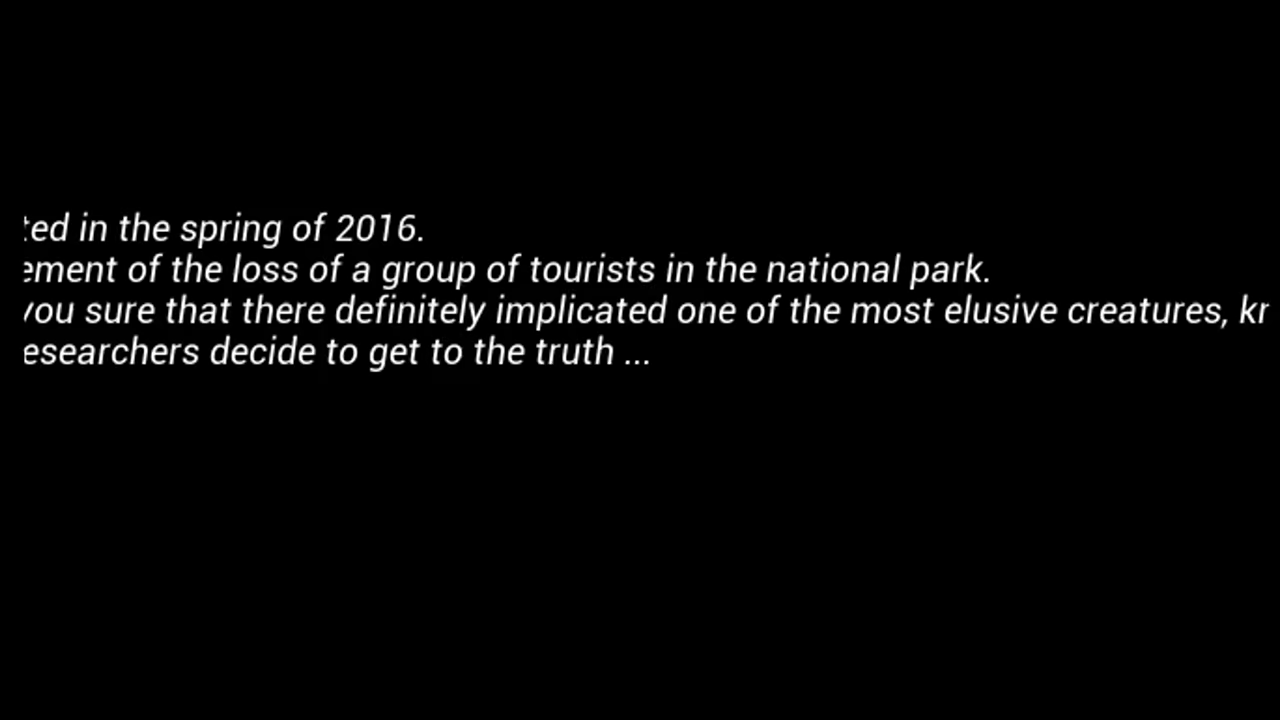 ted in the spring of 2016.
ement of the loss of a group of tourists in the national park.
you sure that there definitely implicated one of the most elusive creatures, kr
esearchers decide to get to the truth ...